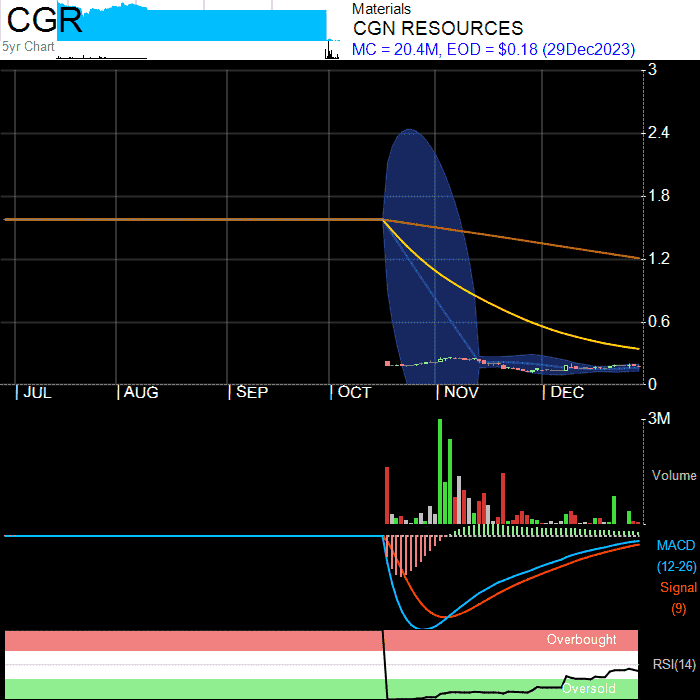 CGR
5yr Chart
Materials
CGN RESOURCES
MC = 20.4M, EOD = $0.18 (29Dec2023)
3
2.4
1.8
1.2
0.6
0
JUL AUG SEP OCT NOV DEC
3M
Volume
MACD
(12-26)
Signal
(9)
Overbought
RSI(14)
Oversold